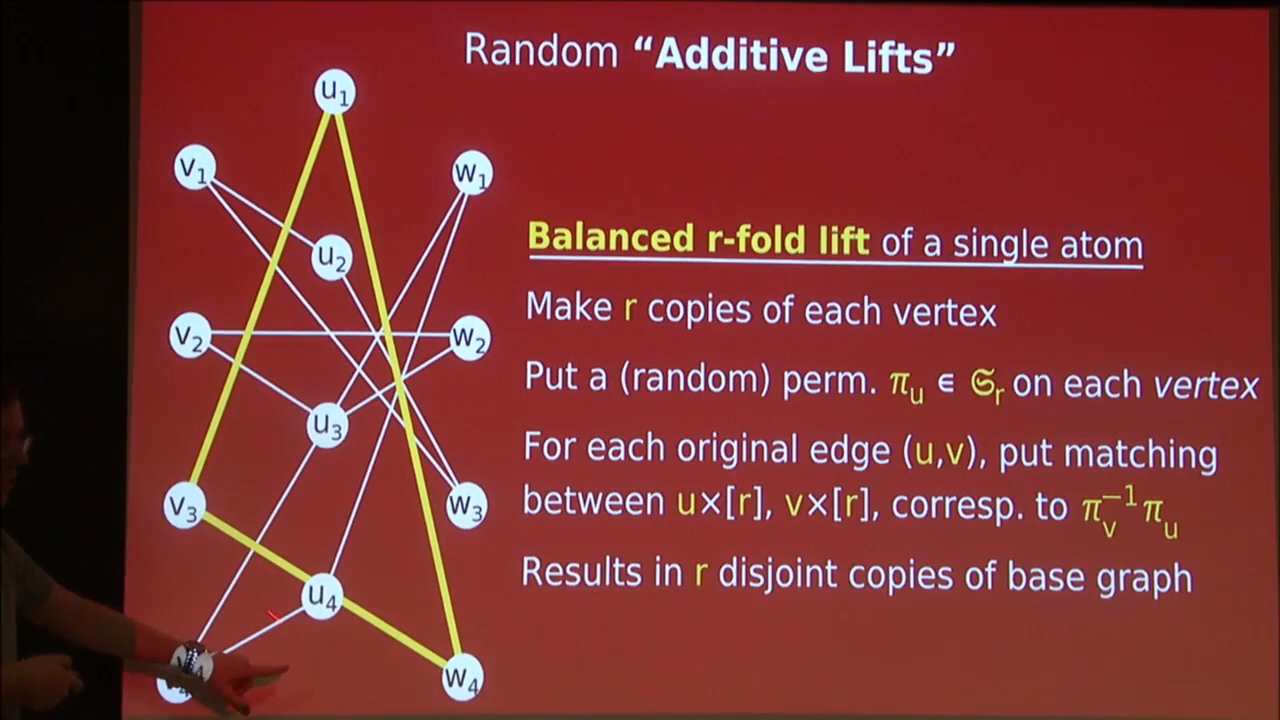 Random “Additive Lifts”
u₁
v₁
w₁
u₂
v₂
w₂
u₃
v₃
w₃
u₄
w₄
Balanced r-fold lift of a single atom
Make r copies of each vertex
Put a (random) perm. πᵤ ∈ 𝔖ᵣ on each vertex
For each original edge (u,v), put matching
between u×[r], v×[r], corresp. to πᵥ⁻¹πᵤ
Results in r disjoint copies of base graph